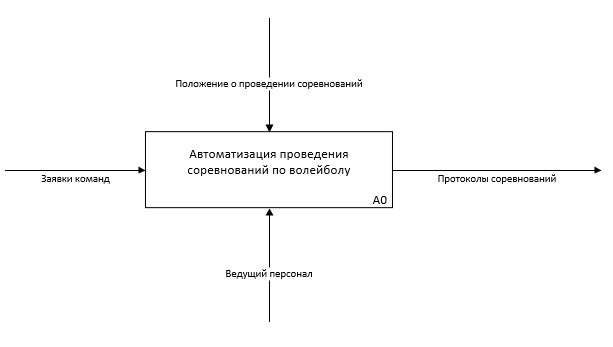 Положение о проведении соревнований
Автоматизация проведения
соревнований по волейболу
A0
Заявки команд
Протоколы соревнований
Ведущий персонал